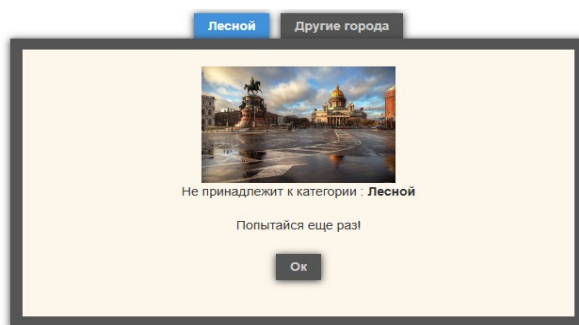 Лесной
Другие города
Не принадлежит к категории : Лесной
Попытайся еще раз!
Ок